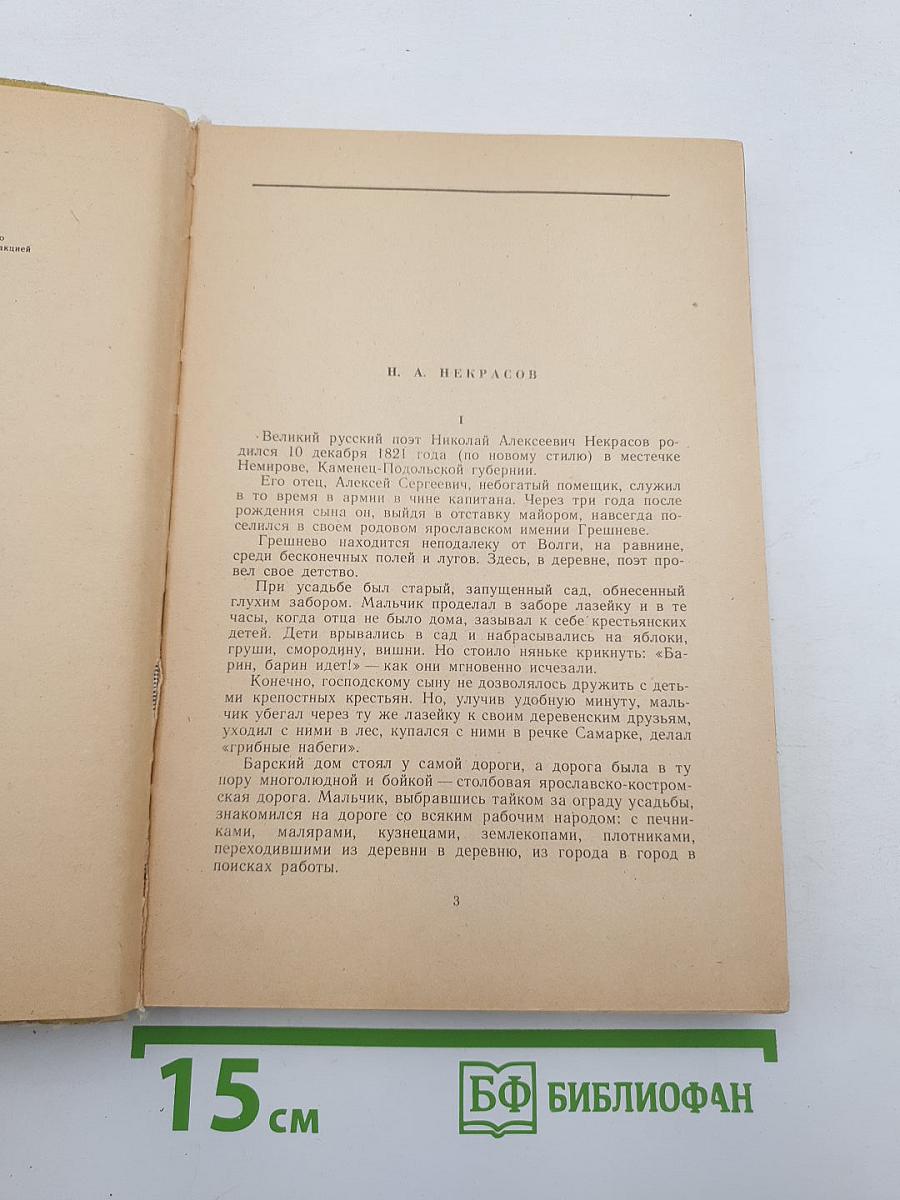 о
акцией
Н. А. НЕКРАСОВ
I
Великий русский поэт Николай Алексеевич Некрасов ро-
дился 10 декабря 1821 года (по новому стилю) в местечке
Немирове, Каменец-Подольской губернии.
Его отец, Алексей Сергеевич, небогатый помещик, служил
в то время в армии в чине капитана. Через три года после
рождения сына он, выйдя в отставку майором, навсегда по-
селился в своем родовом ярославском имении Грешневе.
Грешнево находится неподалеку от Волги, на равнине,
среди бесконечных полей и лугов. Здесь, в деревне, поэт про-
вел свое детство.
При усадьбе был старый, запущенный сад, обнесенный
глухим забором. Мальчик проделал в заборе лазейку и в те
часы, когда отца не было дома, зазывал к себе крестьянских
детей. Дети врывались в сад и набрасывались на яблоки,
груши, смородину, вишни. Но стоило няньке крикнуть: «Ба-
рин, барин идет!» — как они мгновенно исчезали.
Конечно, господскому сыну не дозволялось дружить с деть-
ми крепостных крестьян. Но, улучив удобную минуту, маль-
чик убегал через ту же лазейку к своим деревенским друзьям,
уходил с ними в лес, купался с ними в речке Самарке, делал
«грибные набеги».
Барский дом стоял у самой дороги, а дорога была в ту
пору многолюдной и бойкой — столбовая ярославско-костром-
ская дорога. Мальчик, выбравшись тайком за ограду усадьбы,
знакомился на дороге со всяким рабочим народом: с печни-
ками, малярами, кузнецами, землекопами, плотниками,
переходившими из деревни в деревню, из города в город в
поисках работы.
3
15 см
БФ БИБЛИОФАН